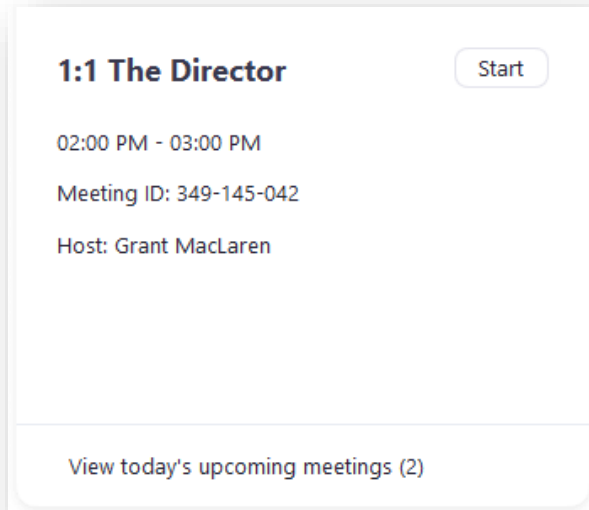 1:1 The Director
Start
02:00 PM - 03:00 PM
Meeting ID: 349-145-042
Host: Grant MacLaren
View today's upcoming meetings (2)